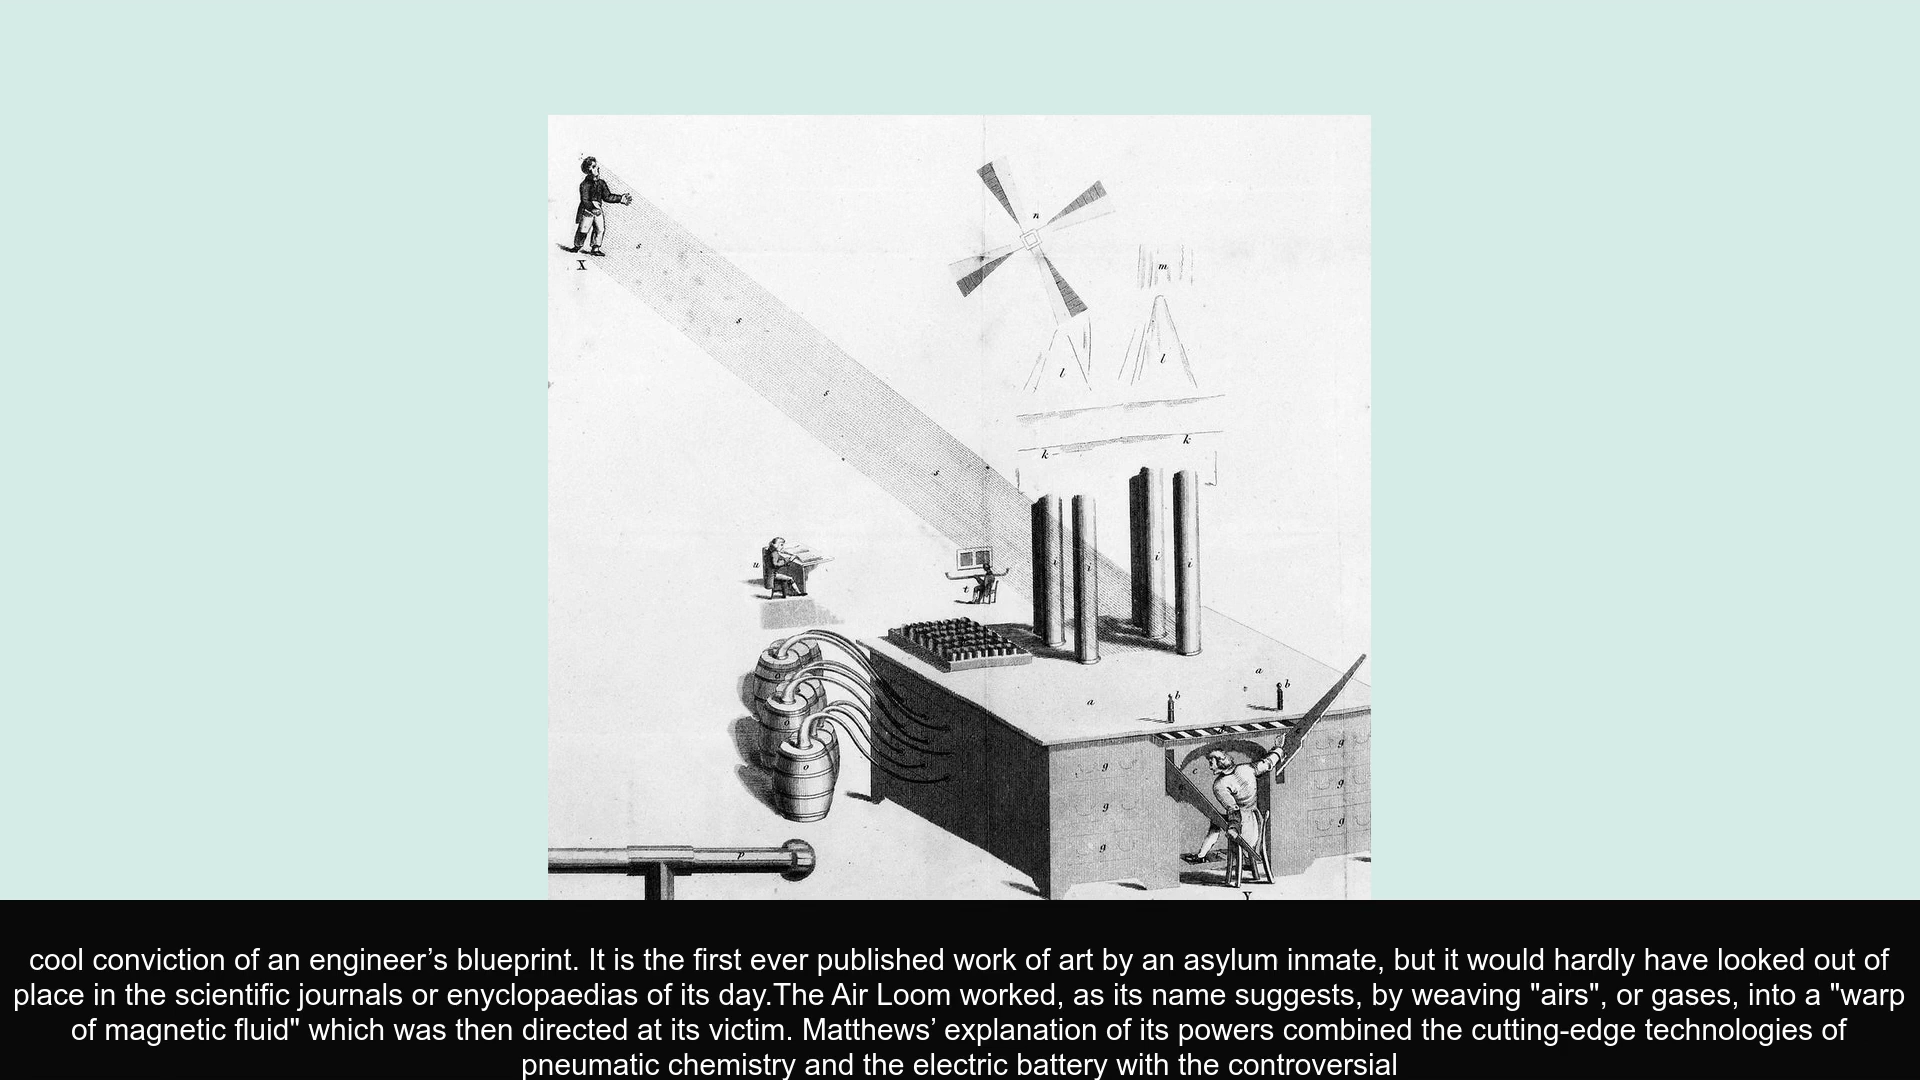 n
m
X
s
s
l
l
s
k
s
k
i
i
i
i
u
t
a
a
b
b
o
o
g
g
c
o
g
g
g
p
g
Y
cool conviction of an engineer’s blueprint. It is the first ever published work of art by an asylum inmate, but it would hardly have looked out of
place in the scientific journals or enyclopaedias of its day.The Air Loom worked, as its name suggests, by weaving "airs", or gases, into a "warp
of magnetic fluid" which was then directed at its victim. Matthews’ explanation of its powers combined the cutting-edge technologies of
pneumatic chemistry and the electric battery with the controversial